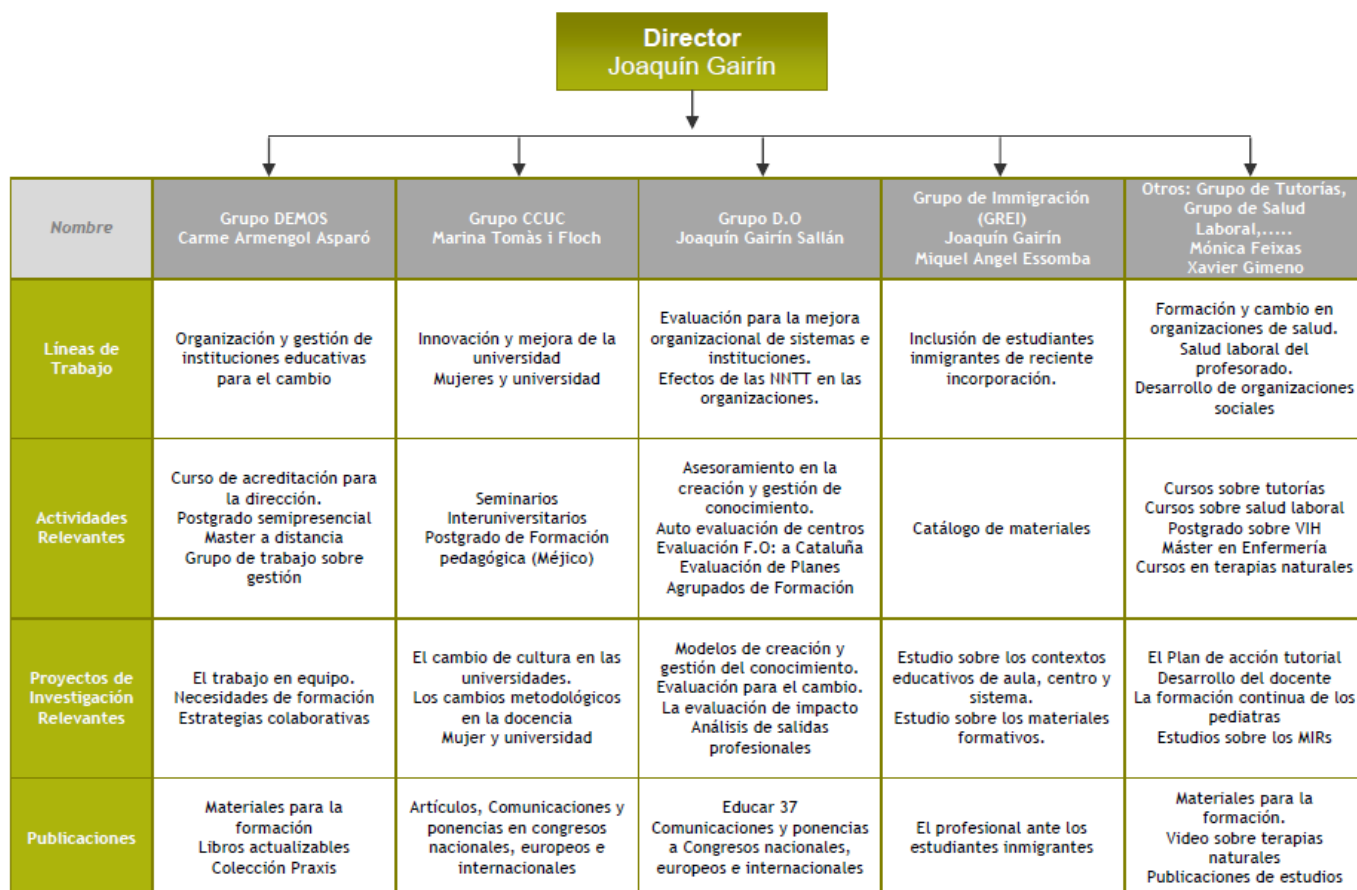 Director
Joaquín Gairín
Nombre
Grupo DEMOS
Carme Armengol Asparó
Grupo CCUC
Marina Tomàs i Floch
Grupo D.O
Joaquín Gairín Sallán
Grupo de Immigración
(GREI)
Joaquín Gairín
Miquel Angel Essomba
Otros: Grupo de Tutorías,
Grupo de Salud
Laboral,.....
Mónica Feixas
Xavier Gimeno
Líneas de
Trabajo
Organización y gestión de
instituciones educativas
para el cambio
Innovación y mejora de la
universidad
Mujeres y universidad
Evaluación para la mejora
organizacional de sistemas e
instituciones.
Efectos de las NNTT en las
organizaciones.
Inclusión de estudiantes
inmigrantes de reciente
incorporación.
Formación y cambio en
organizaciones de salud.
Salud laboral del
profesorado.
Desarrollo de organizaciones
sociales
Actividades
Relevantes
Curso de acreditación para
la dirección.
Postgrado semipresencial
Master a distancia
Grupo de trabajo sobre
gestión
Seminarios
Interuniversitarios
Postgrado de Formación
pedagógica (Méjico)
Asesoramiento en la
creación y gestión de
conocimiento.
Auto evaluación de centros
Evaluación F.O: a Cataluña
Evaluación de Planes
Agrupados de Formación
Catálogo de materiales
Cursos sobre tutorías
Cursos sobre salud laboral
Postgrado sobre VIH
Máster en Enfermería
Cursos en terapias naturales
Proyectos de
Investigación
Relevantes
El trabajo en equipo.
Necesidades de formación
Estrategias colaborativas
El cambio de cultura en las
universidades.
Los cambios metodológicos
en la docencia
Mujer y universidad
Modelos de creación y
gestión del conocimiento.
Evaluación para el cambio.
La evaluación de impacto
Análisis de salidas
profesionales
Estudio sobre los contextos
educativos de aula, centro y
sistema.
Estudio sobre los materiales
formativos.
El Plan de acción tutorial
Desarrollo del docente
La formación continua de los
pediatras
Estudios sobre los MIRs
Publicaciones
Materiales para la
formación
Libros actualizables
Colección Praxis
Artículos, Comunicaciones y
ponencias en congresos
nacionales, europeos e
internacionales
Educar 37
Comunicaciones y ponencias
a Congresos nacionales,
europeos e internacionales
El profesional ante los
estudiantes inmigrantes
Materiales para la
formación.
Video sobre terapias
naturales
Publicaciones de estudios